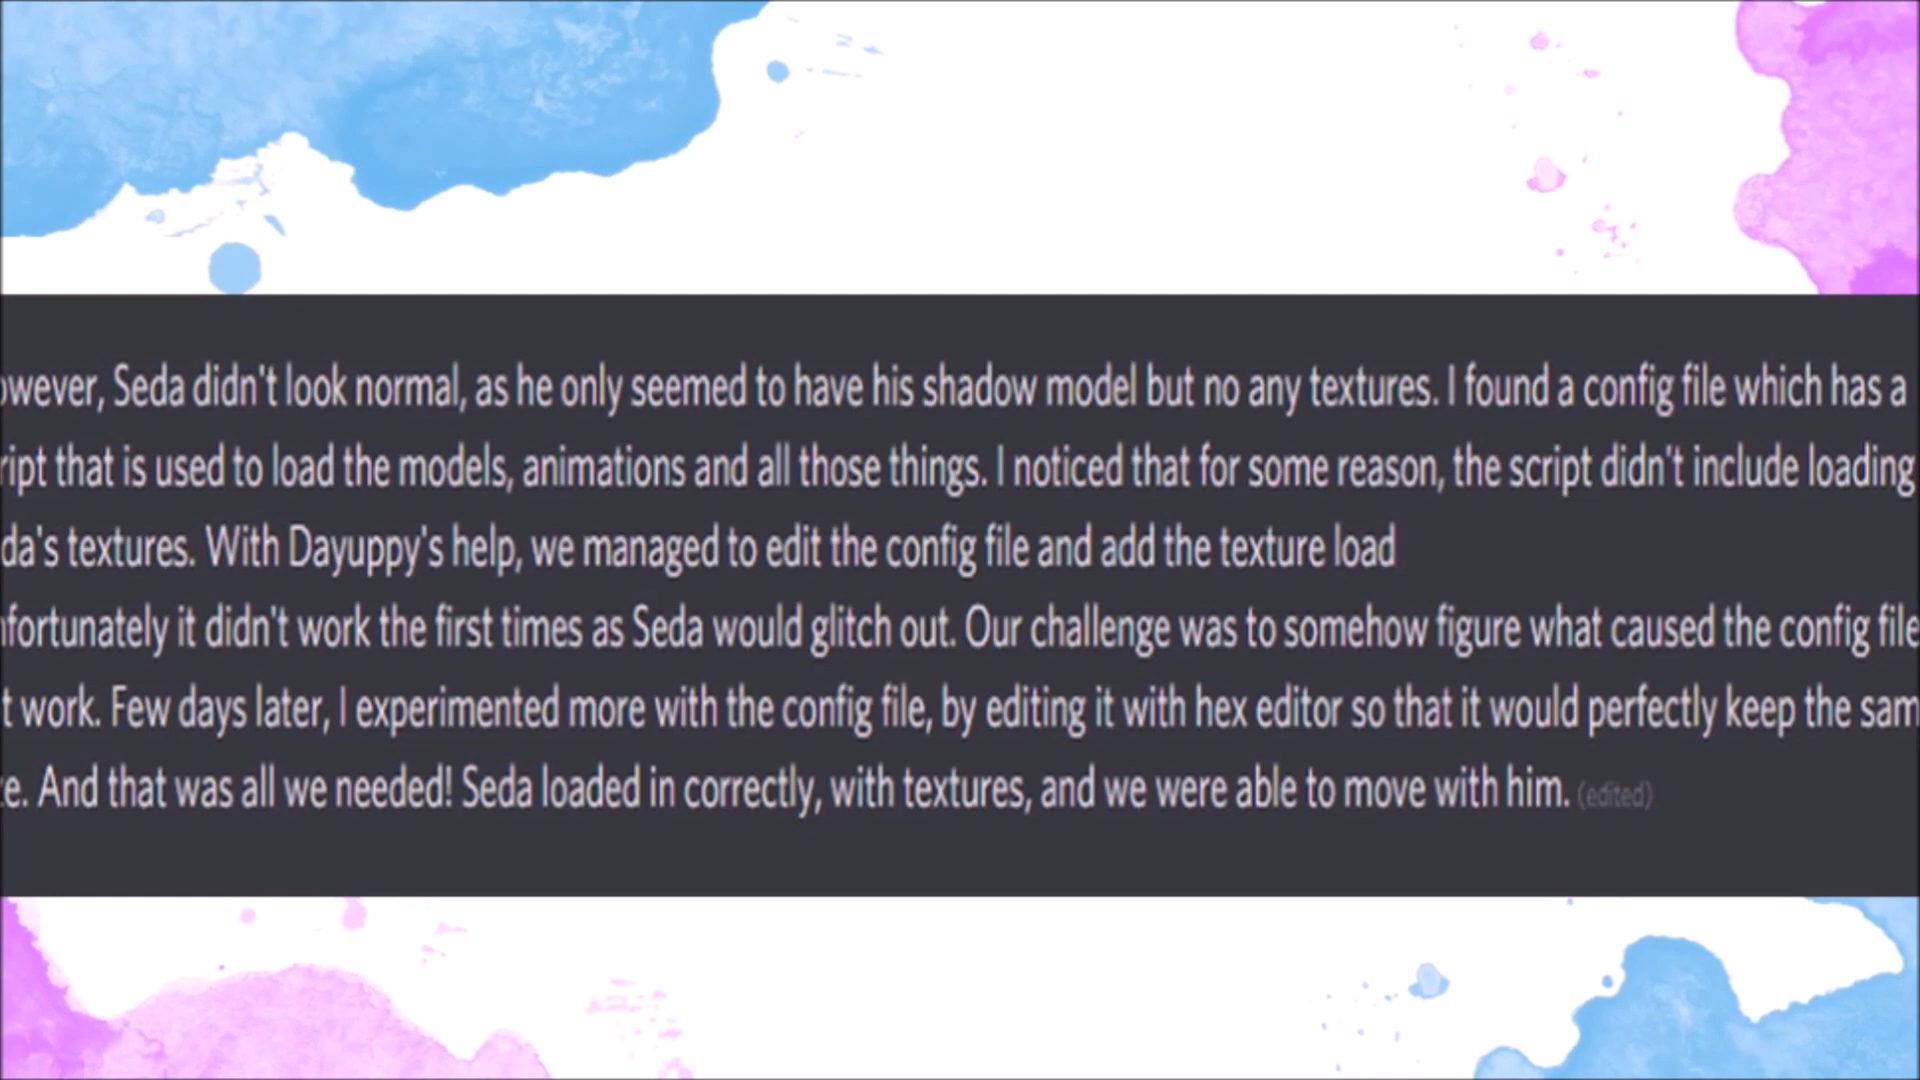 owever, Seda didn't look normal, as he only seemed to have his shadow model but no any textures. I found a config file which has a
ript that is used to load the models, animations and all those things. I noticed that for some reason, the script didn't include loading
da's textures. With Dayuppy's help, we managed to edit the config file and add the texture load
nfortunately it didn't work the first times as Seda would glitch out. Our challenge was to somehow figure what caused the config file
t work. Few days later, I experimented more with the config file, by editing it with hex editor so that it would perfectly keep the sam
ze. And that was all we needed! Seda loaded in correctly, with textures, and we were able to move with him. (edited)